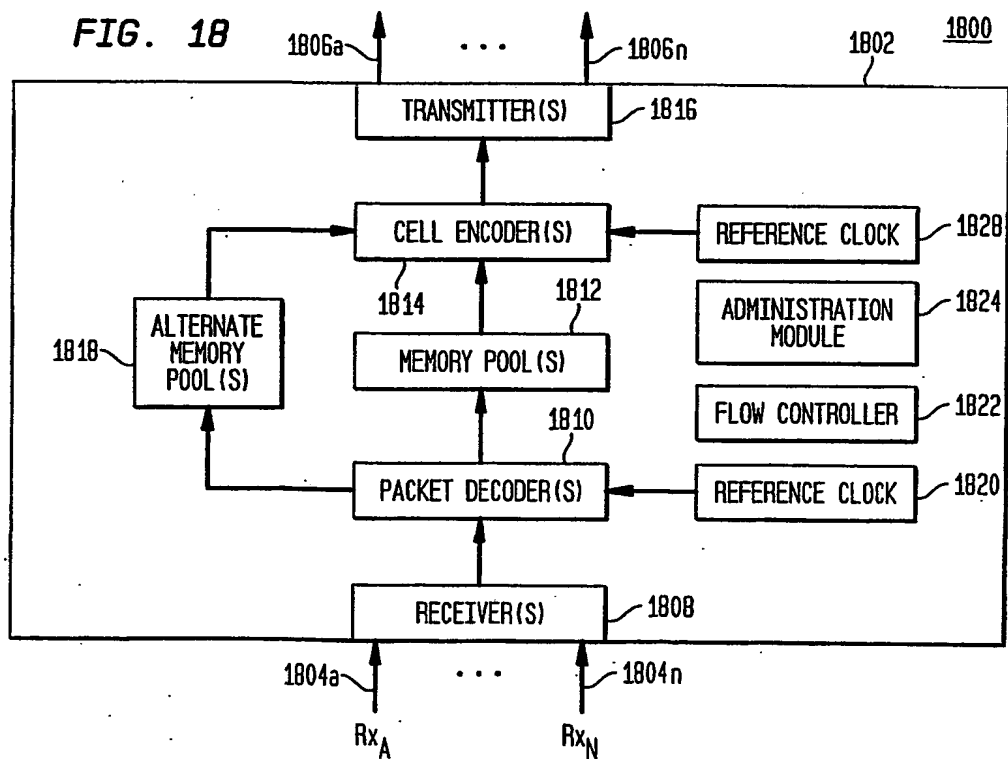 FIG. 18
1806a
...
1806n
1800
1802
TRANSMITTER(S)
1816
CELL ENCODER(S)
1814
REFERENCE CLOCK
1828
1812
ADMINISTRATION
MODULE
1824
ALTERNATE
MEMORY
POOL(S)
1818
MEMORY POOL(S)
FLOW CONTROLLER
1822
1810
PACKET DECODER(S)
REFERENCE CLOCK
1820
RECEIVER(S)
1808
1804a
...
1804n
RxA
RxN